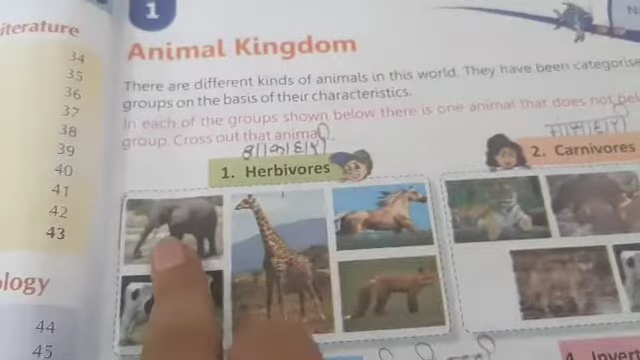 iterature
34
35
36
37
38
39
40
41
42
43
ology
44
45
1
Animal Kingdom
There are different kinds of animals in this world. They have been categorise
groups on the basis of their characteristics.
In each of the groups shown below there is one animal that does not bel
group. Cross out that animal.
1. Herbivores
2. Carnivores
4. Invert